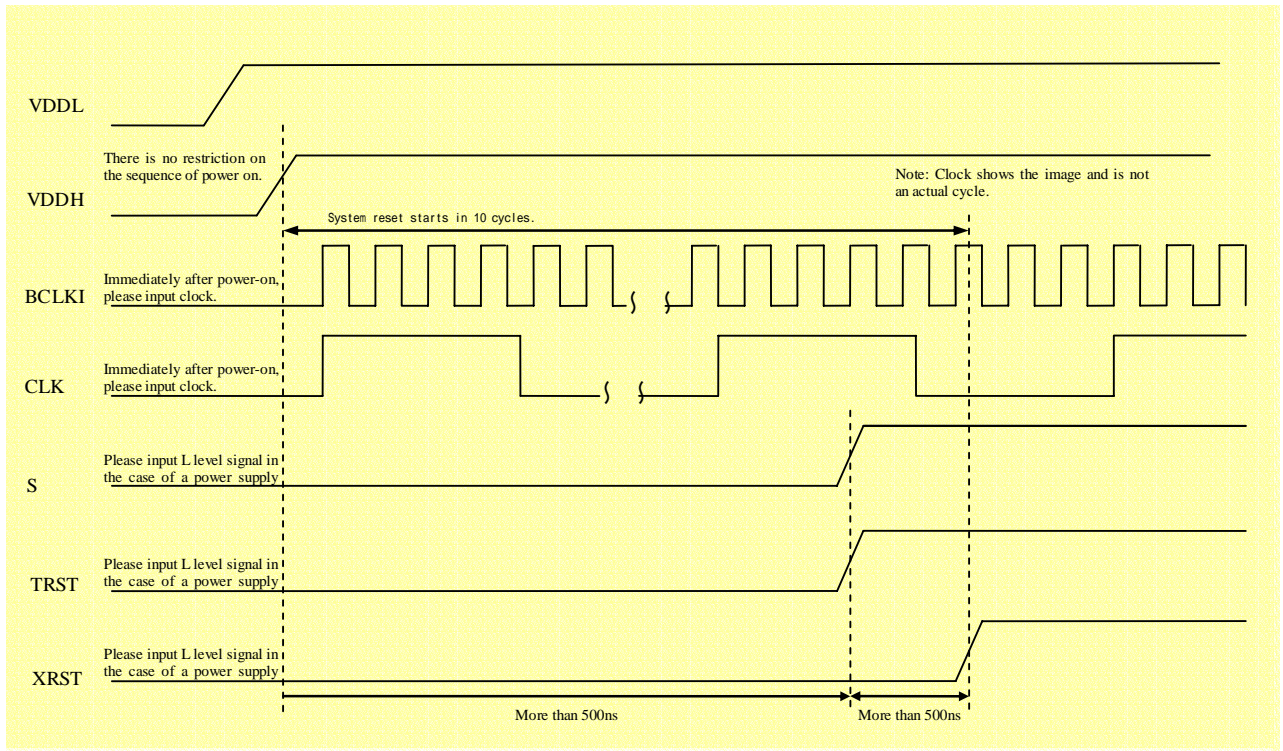 VDDL
There is no restriction on
the sequence of power on.
VDDH
Note: Clock shows the image and is not
an actual cycle.
System reset starts in 10 cycles.
BCLKI
Immediately after power-on,
please input clock.
CLK
Immediately after power-on,
please input clock.
S
Please input L level signal in
the case of a power supply
TRST
Please input L level signal in
the case of a power supply
XRST
Please input L level signal in
the case of a power supply
More than 500ns
More than 500ns